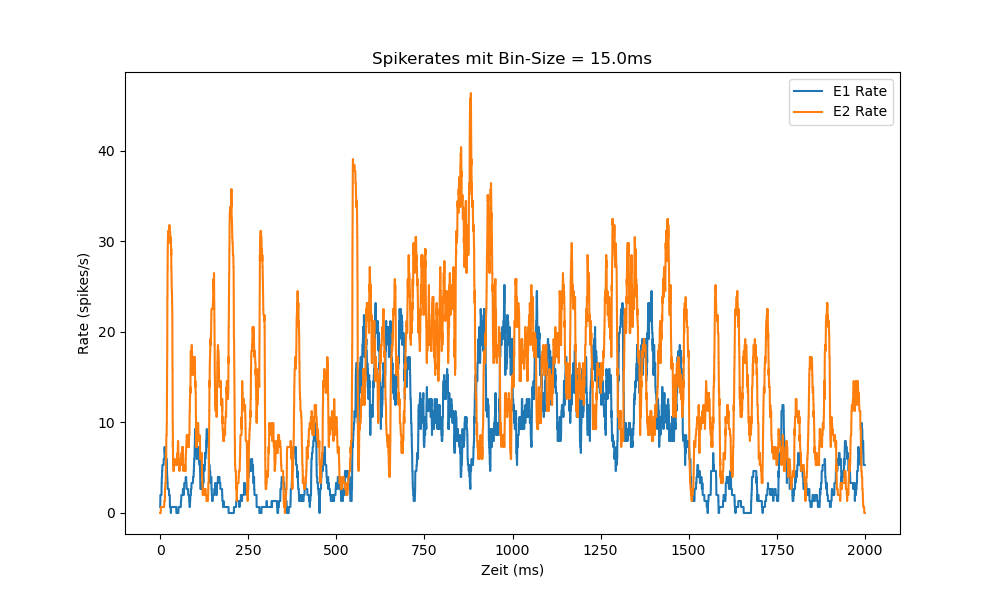 Spikerates mit Bin-Size = 15.0ms
E1 Rate
E2 Rate
Rate (spikes/s)
40
30
20
10
0
0 250 500 750 1000 1250 1500 1750 2000
Zeit (ms)